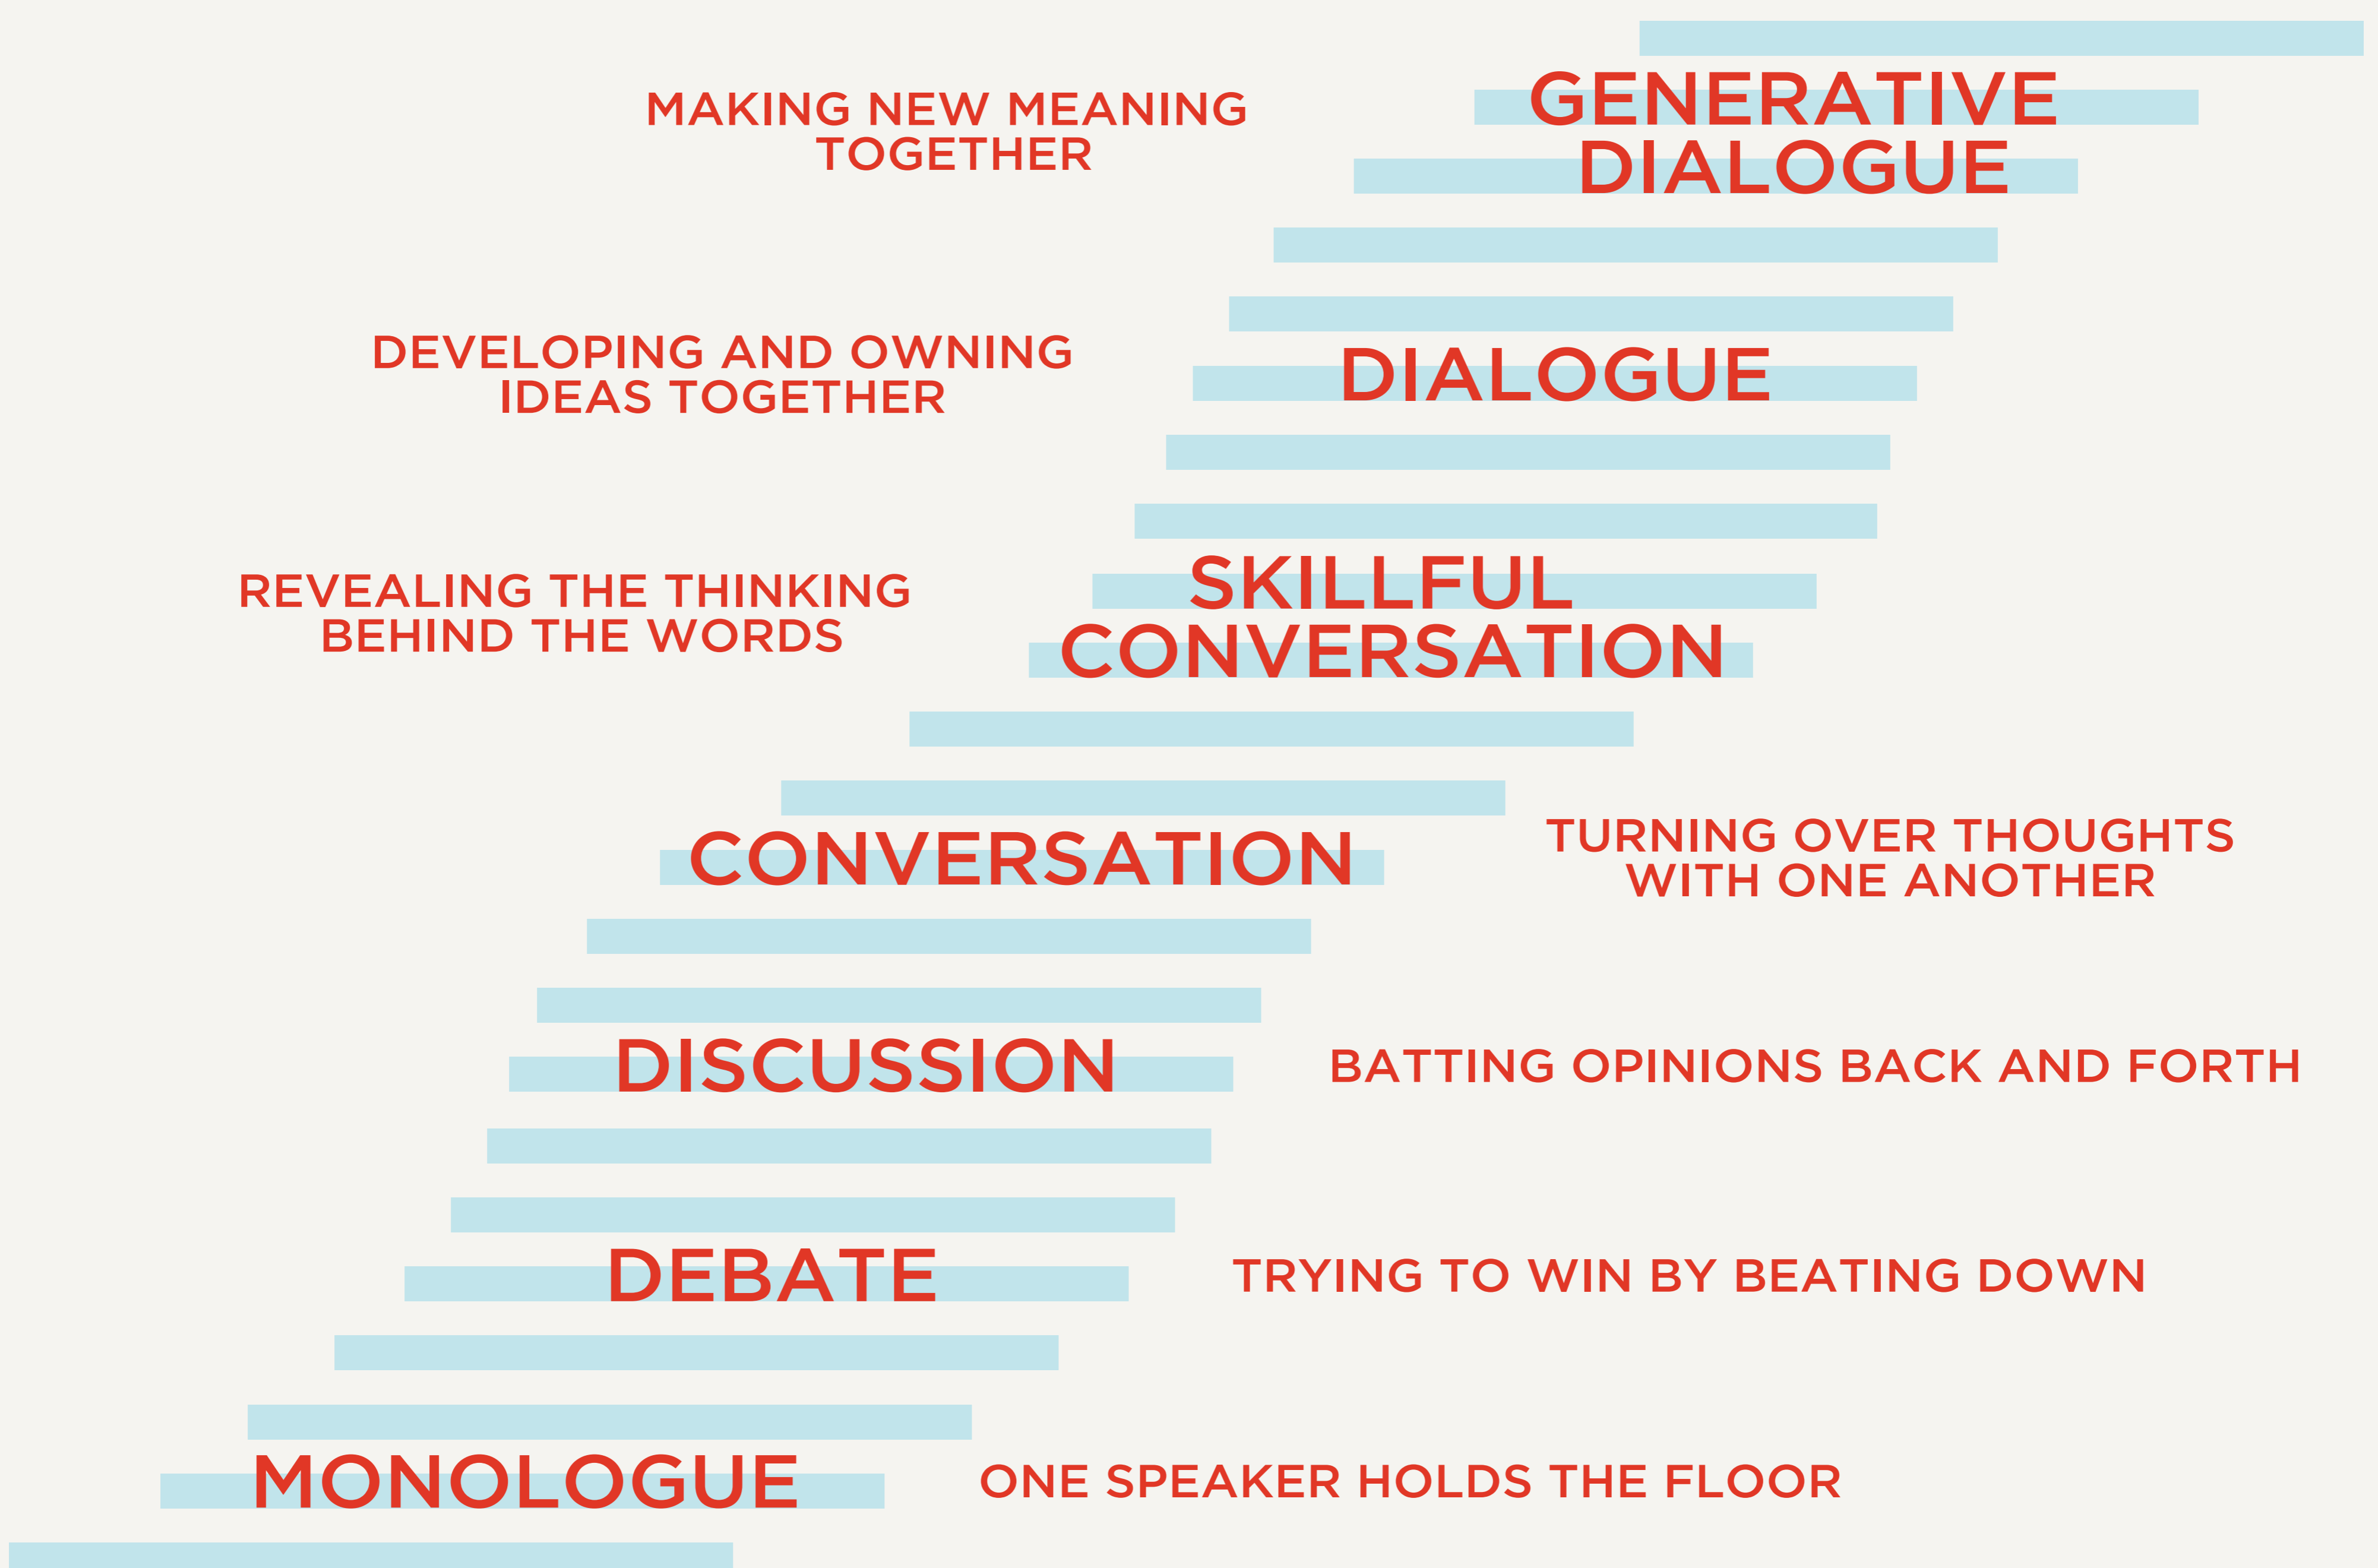 MAKING NEW MEANING
TOGETHER
GENERATIVE
DIALOGUE
DEVELOPING AND OWNING
IDEAS TOGETHER
DIALOGUE
REVEALING THE THINKING
BEHIND THE WORDS
SKILLFUL
CONVERSATION
CONVERSATION
TURNING OVER THOUGHTS
WITH ONE ANOTHER
DISCUSSION
BATTING OPINIONS BACK AND FORTH
DEBATE
TRYING TO WIN BY BEATING DOWN
MONOLOGUE
ONE SPEAKER HOLDS THE FLOOR